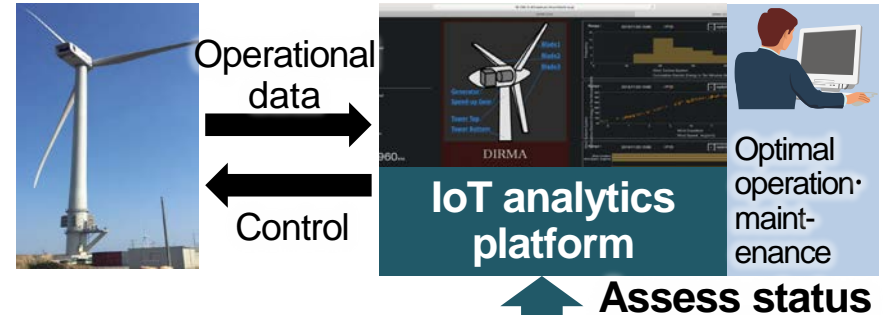 Operational
data
Control
Blade1
Blade2
Blade3
Generator
Speed up Gear
Tower Top
Tower Bottom
DIRMA
960
IoT analytics
platform
Optimal
operation·
maint-
enance
Assess status